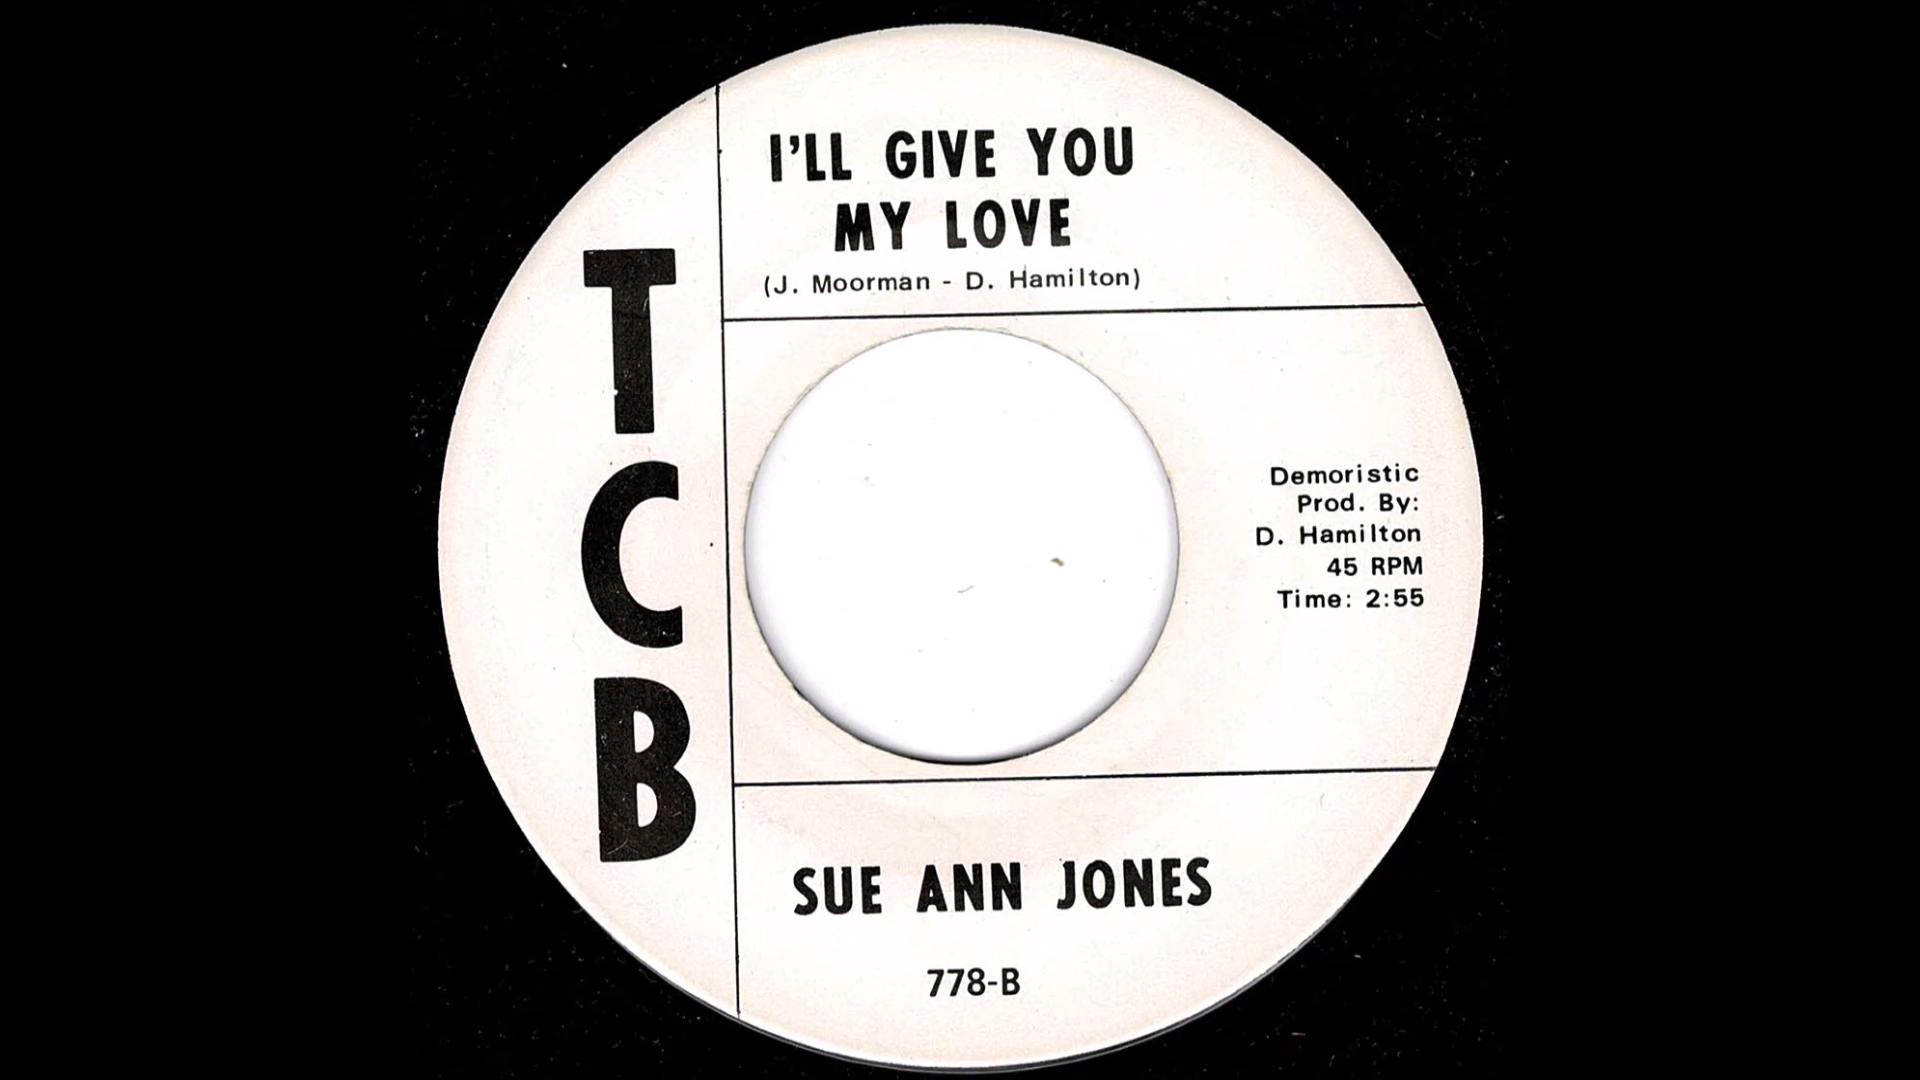 TCB
I'LL GIVE YOU
MY LOVE
(J. Moorman - D. Hamilton)
Demoristic
Prod. By:
D. Hamilton
45 RPM
Time: 2:55
SUE ANN JONES
778-B